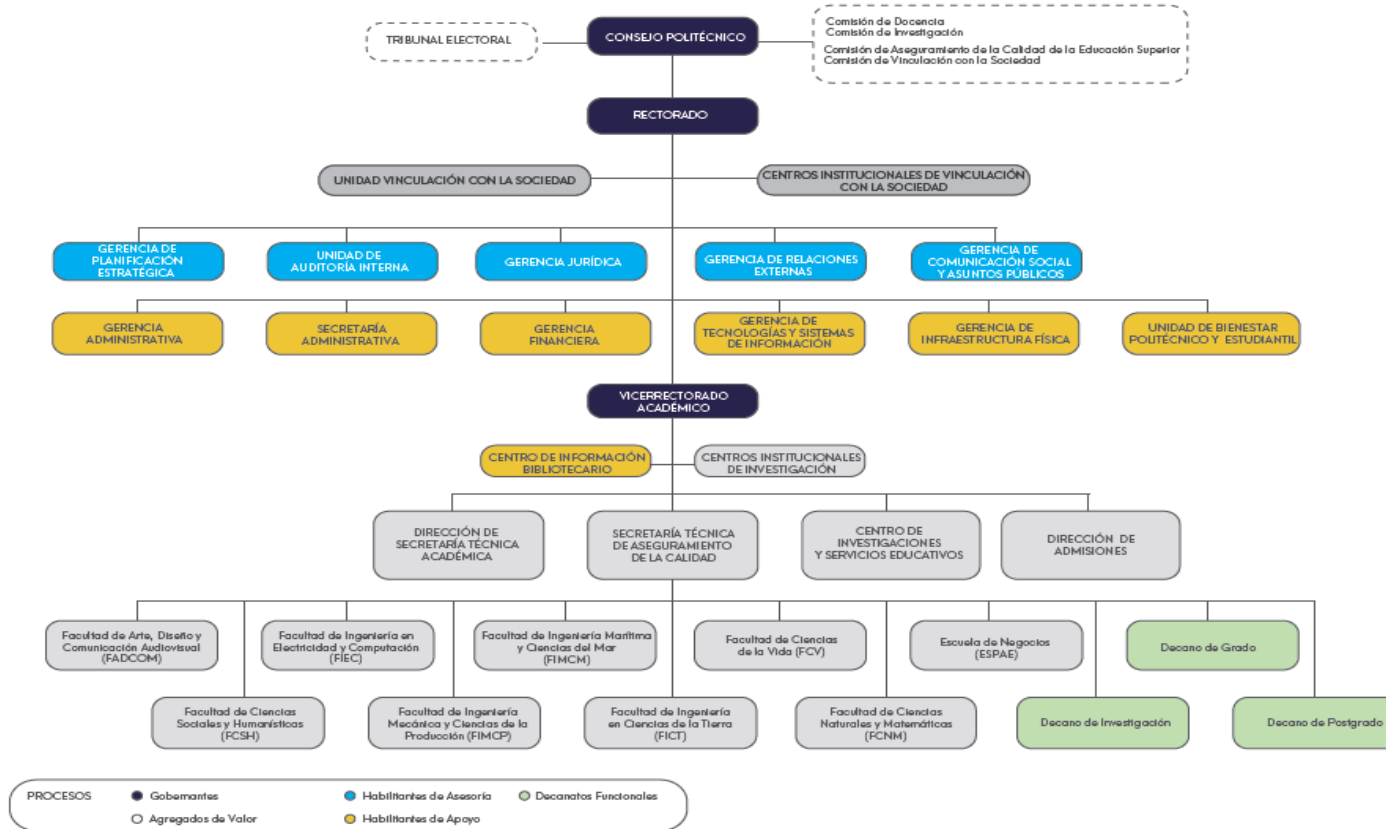 TRIBUNAL ELECTORAL
CONSEJO POLITÉCNICO
Comisión de Docencia
Comisión de Investigación
Comisión de Aseguramiento de la Calidad de la Educación Superior
Comisión de Vinculación con la Sociedad
RECTORADO
UNIDAD VINCULACIÓN CON LA SOCIEDAD
CENTROS INSTITUCIONALES DE VINCULACIÓN
CON LA SOCIEDAD
GERENCIA DE
PLANIFICACIÓN
ESTRATÉGICA
UNIDAD DE
AUDITORÍA INTERNA
GERENCIA JURÍDICA
GERENCIA DE RELACIONES
EXTERNAS
GERENCIA DE
COMUNICACIÓN SOCIAL
Y ASUNTOS PÚBLICOS
GERENCIA
ADMINISTRATIVA
SECRETARÍA
ADMINISTRATIVA
GERENCIA
FINANCIERA
GERENCIA DE
TECNOLOGÍAS Y SISTEMAS
DE INFORMACIÓN
GERENCIA DE
INFRAESTRUCTURA FÍSICA
UNIDAD DE BIENESTAR
POLITÉCNICO Y ESTUDIANTIL
VICERRECTORADO
ACADÉMICO
CENTRO DE INFORMACIÓN
BIBLIOTECARIO
CENTROS INSTITUCIONALES
DE INVESTIGACIÓN
DIRECCIÓN DE
SECRETARÍA TÉCNICA
ACADÉMICA
SECRETARÍA TÉCNICA
DE ASEGURAMIENTO
DE LA CALIDAD
CENTRO DE
INVESTIGACIONES
Y SERVICIOS EDUCATIVOS
DIRECCIÓN DE
ADMISIONES
Facultad de Arte, Diseño y
Comunicación Audiovisual
(FADCOM)
Facultad de Ingeniería en
Electricidad y Computación
(FIEC)
Facultad de Ingeniería Marítima
y Ciencias del Mar
(FIMCM)
Facultad de Ciencias
de la Vida (FCV)
Escuela de Negocios
(ESPAE)
Decano de Grado
Facultad de Ciencias
Sociales y Humanísticas
(FCSH)
Facultad de Ingeniería
Mecánica y Ciencias de la
Producción (FIMCP)
Facultad de Ingeniería
en Ciencias de la Tierra
(FICT)
Facultad de Ciencias
Naturales y Matemáticas
(FCNM)
Decano de Investigación
Decano de Postgrado
PROCESOS
Gobernantes
Habilitantes de Asesoría
Decanatos Funcionales
Agregados de Valor
Habilitantes de Apoyo